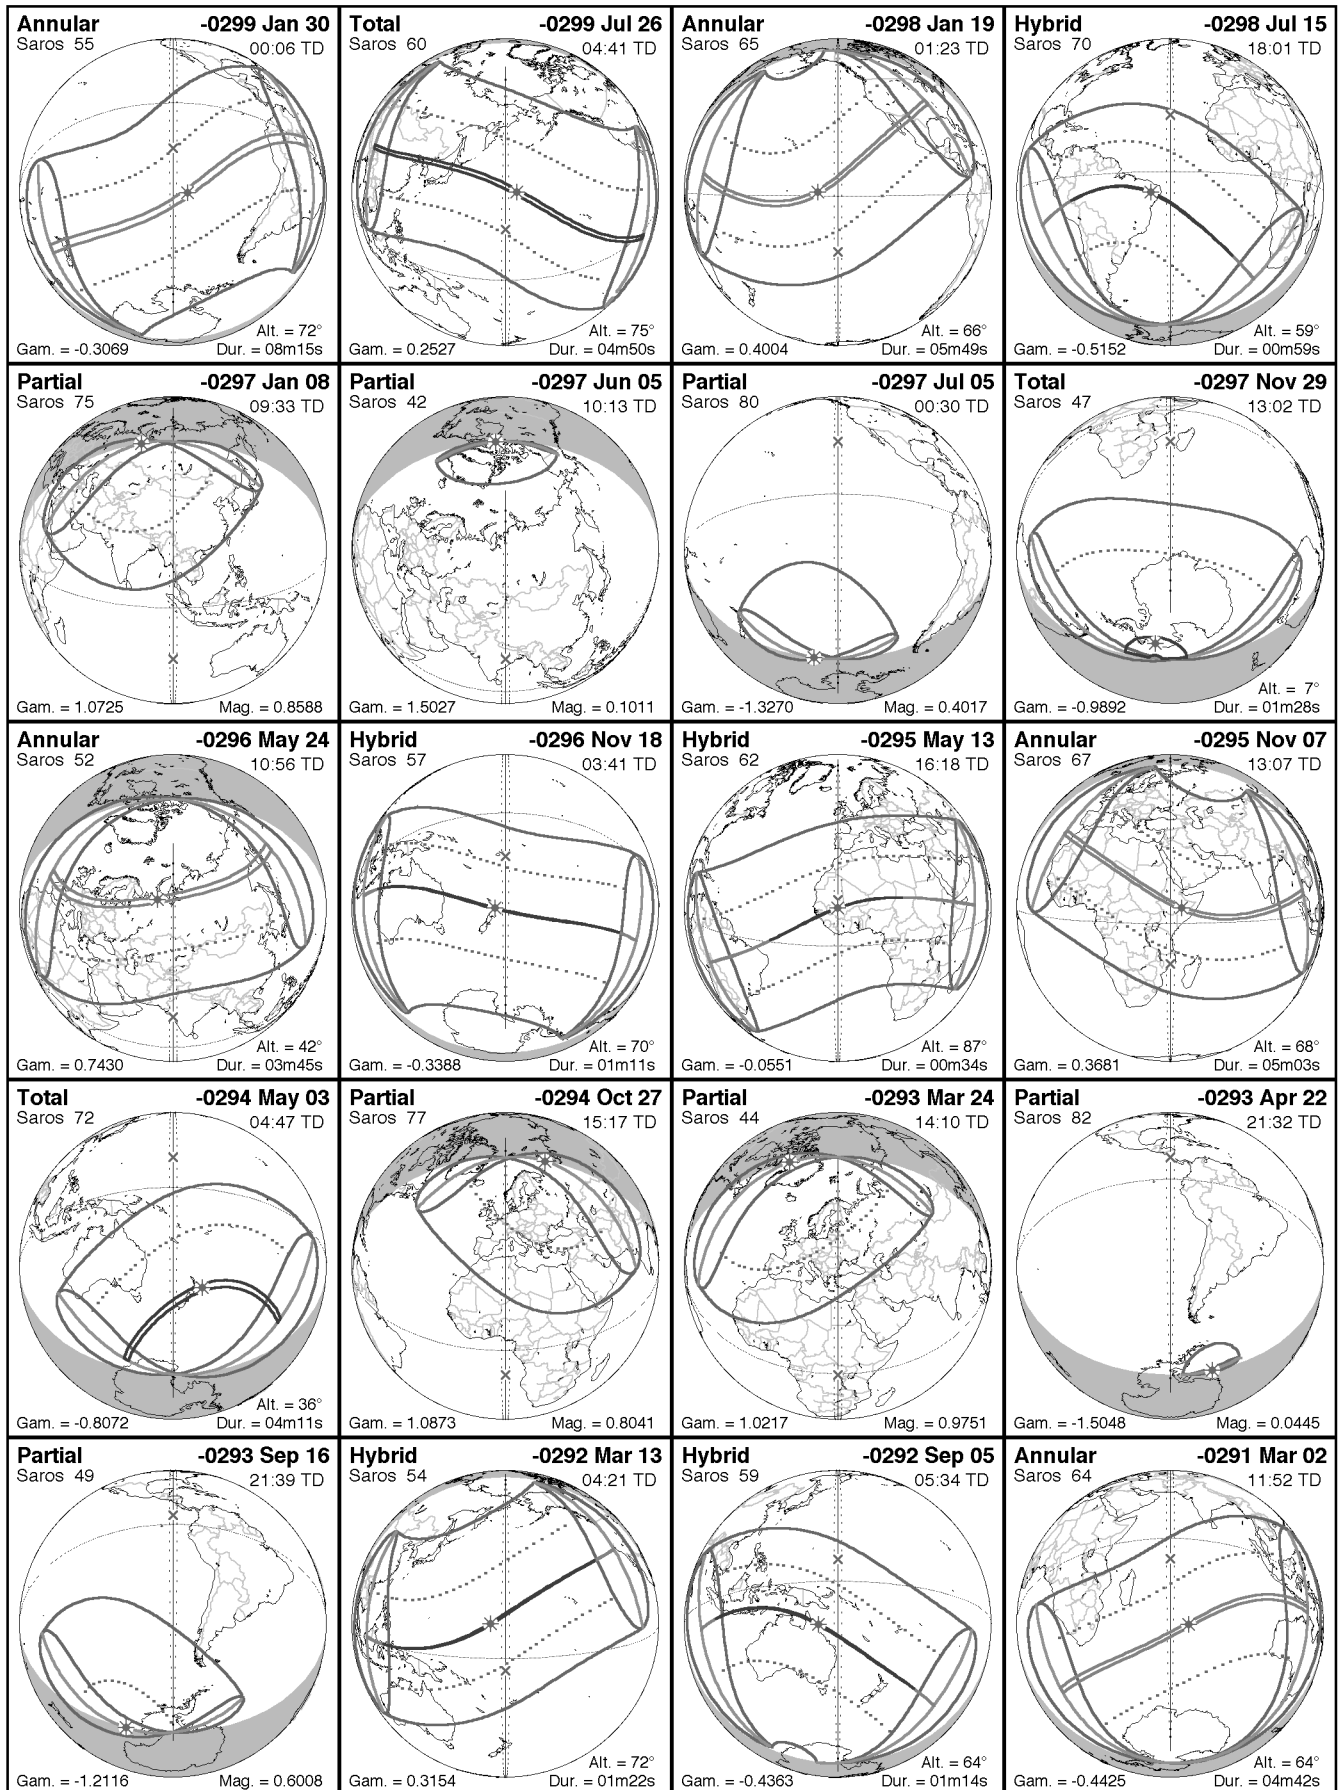 Annular -0299 Jan 30
Saros 55 00:06 TD
Alt. = 72°
Gam. = -0.3069 Dur. = 08m15s
Total -0299 Jul 26
Saros 60 04:41 TD
Alt. = 75°
Gam. = 0.2527 Dur. = 04m50s
Annular -0298 Jan 19
Saros 65 01:23 TD
Alt. = 66°
Gam. = 0.4004 Dur. = 05m49s
Hybrid -0298 Jul 15
Saros 70 18:01 TD
Alt. = 59°
Gam. = -0.5152 Dur. = 00m59s
Partial -0297 Jan 08
Saros 75 09:33 TD
Gam. = 1.0725 Mag. = 0.8588
Partial -0297 Jun 05
Saros 42 10:13 TD
Gam. = 1.5027 Mag. = 0.1011
Partial -0297 Jul 05
Saros 80 00:30 TD
Gam. = -1.3270 Mag. = 0.4017
Total -0297 Nov 29
Saros 47 13:02 TD
Alt. = 7°
Gam. = -0.9892 Dur. = 01m28s
Annular -0296 May 24
Saros 52 10:56 TD
Alt. = 42°
Gam. = 0.7430 Dur. = 03m45s
Hybrid -0296 Nov 18
Saros 57 03:41 TD
Alt. = 70°
Gam. = -0.3388 Dur. = 01m11s
Hybrid -0295 May 13
Saros 62 16:18 TD
Alt. = 87°
Gam. = -0.0551 Dur. = 00m34s
Annular -0295 Nov 07
Saros 67 13:07 TD
Alt. = 68°
Gam. = 0.3681 Dur. = 05m03s
Total -0294 May 03
Saros 72 04:47 TD
Alt. = 36°
Gam. = -0.8072 Dur. = 04m11s
Partial -0294 Oct 27
Saros 77 15:17 TD
Gam. = 1.0873 Mag. = 0.8041
Partial -0293 Mar 24
Saros 44 14:10 TD
Gam. = 1.0217 Mag. = 0.9751
Partial -0293 Apr 22
Saros 82 21:32 TD
Gam. = -1.5048 Mag. = 0.0445
Partial -0293 Sep 16
Saros 49 21:39 TD
Gam. = -1.2116 Mag. = 0.6008
Hybrid -0292 Mar 13
Saros 54 04:21 TD
Alt. = 72°
Gam. = 0.3154 Dur. = 01m22s
Hybrid -0292 Sep 05
Saros 59 05:34 TD
Alt. = 64°
Gam. = -0.4363 Dur. = 01m14s
Annular -0291 Mar 02
Saros 64 11:52 TD
Alt. = 64°
Gam. = -0.4425 Dur. = 04m42s